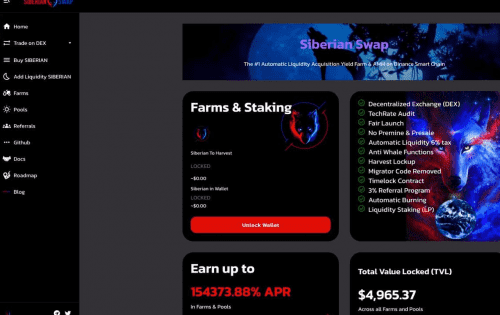 SIBERIAN SWAP
Home
Trade on DEX
Buy SIBERIAN
Add Liquidity SIBERIAN
Farms
Pools
Referrals
Github
Docs
Roadmap
Blog
Siberian Swap
The #1 Automatic Liquidity Acquisition Yield Farm & AMM on Binance Smart Chain
Farms & Staking
Siberian To Harvest
LOCKED
~$0.00
Siberian in Wallet
LOCKED
~$0.00
Unlock Wallet
Decentralized Exchange (DEX)
TechRate Audit
Fair Launch
No Premine & Presale
Automatic Liquidity 6% tax
Anti Whale Functions
Harvest Lockup
Migrator Code Removed
Timelock Contract
3% Referral Program
Automatic Burning
Liquidity Staking (LP)
Earn up to
154373.88% APR
in Farms & Pools
Total Value Locked (TVL)
$4,965.37
Across all Farms and Pools